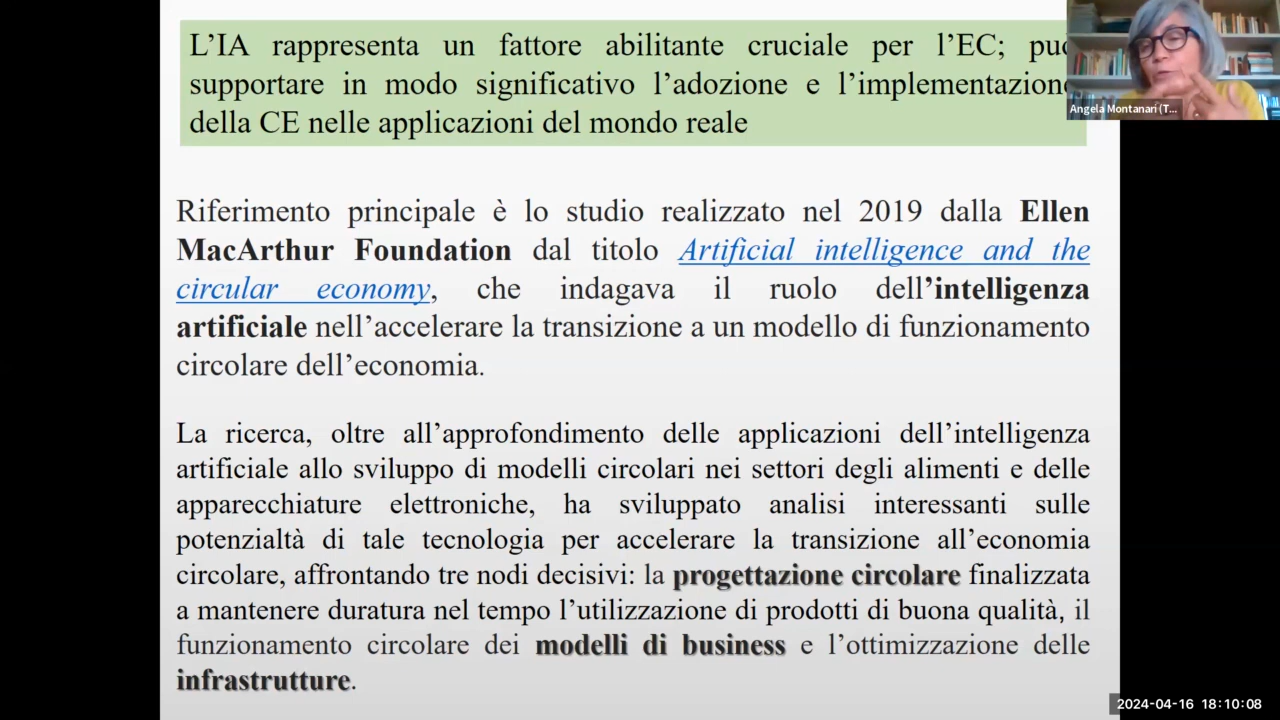 L’IA rappresenta un fattore abilitante cruciale per l’EC; può
supportare in modo significativo l’adozione e l’implementazione
della CE nelle applicazioni del mondo reale
Angela Montanari (T...
Riferimento principale è lo studio realizzato nel 2019 dalla Ellen
MacArthur Foundation dal titolo Artificial intelligence and the
circular economy, che indagava il ruolo dell’intelligenza
artificiale nell’accelerare la transizione a un modello di funzionamento
circolare dell’economia.
La ricerca, oltre all’approfondimento delle applicazioni dell’intelligenza
artificiale allo sviluppo di modelli circolari nei settori degli alimenti e delle
apparecchiature elettroniche, ha sviluppato analisi interessanti sulle
potenzialtà di tale tecnologia per accelerare la transizione all’economia
circolare, affrontando tre nodi decisivi: la progettazione circolare finalizzata
a mantenere duratura nel tempo l’utilizzazione di prodotti di buona qualità, il
funzionamento circolare dei modelli di business e l’ottimizzazione delle
infrastrutture.
2024-04-16 18:10:08